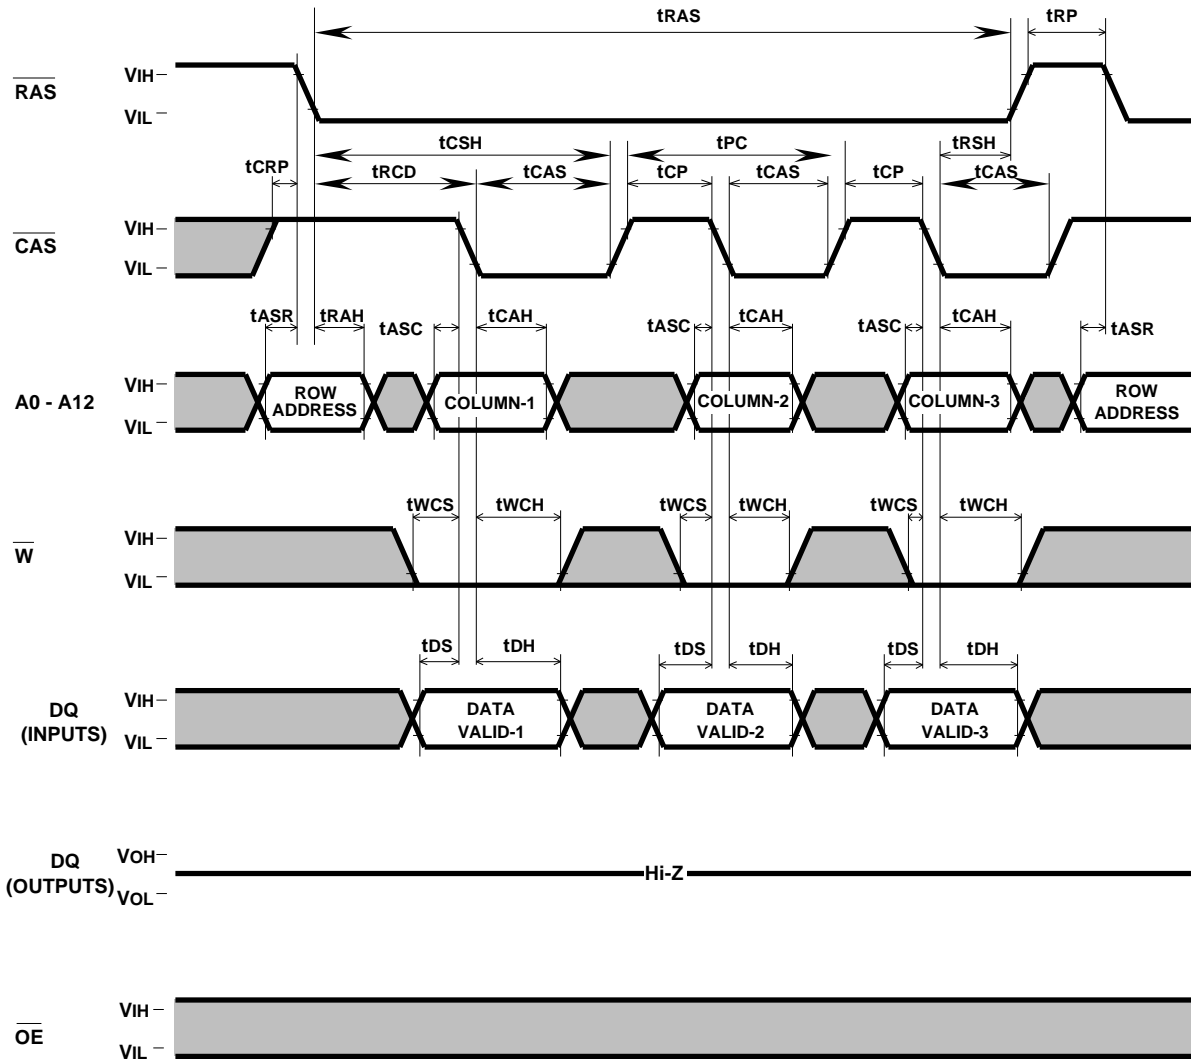 tRAS tRP
RAS VIH
VIL
tCSH tPC tRSH
tCRP tRCD tCAS tCP tCAS tCP tCAS
CAS VIH
VIL
tASR tRAH tASC tCAH tASC tCAH tASC tCAH tASR
A0 - A12 VIH
VIL
ROW
ADDRESS
COLUMN-1
COLUMN-2
COLUMN-3
ROW
ADDRESS
tWCS tWCH tWCS tWCH tWCS tWCH
W VIH
VIL
tDS tDH tDS tDH tDS tDH
DQ
(INPUTS)
VIH
VIL
DATA
VALID-1
DATA
VALID-2
DATA
VALID-3
DQ
(OUTPUTS)
VOH
VOL
Hi-Z
OE VIH
VIL